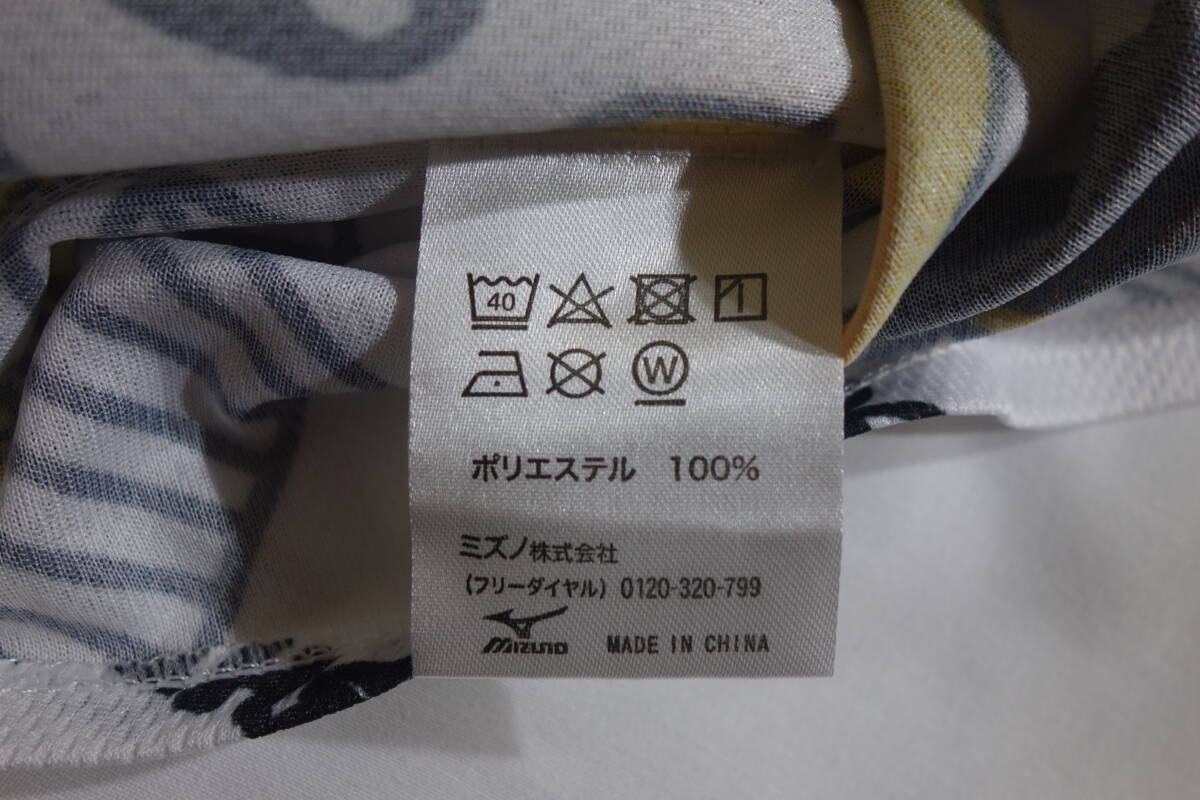 40
W
ポリエステル 100%
ミズノ株式会社
(フリーダイヤル) 0120-320-799
MIZUNO MADE IN CHINA